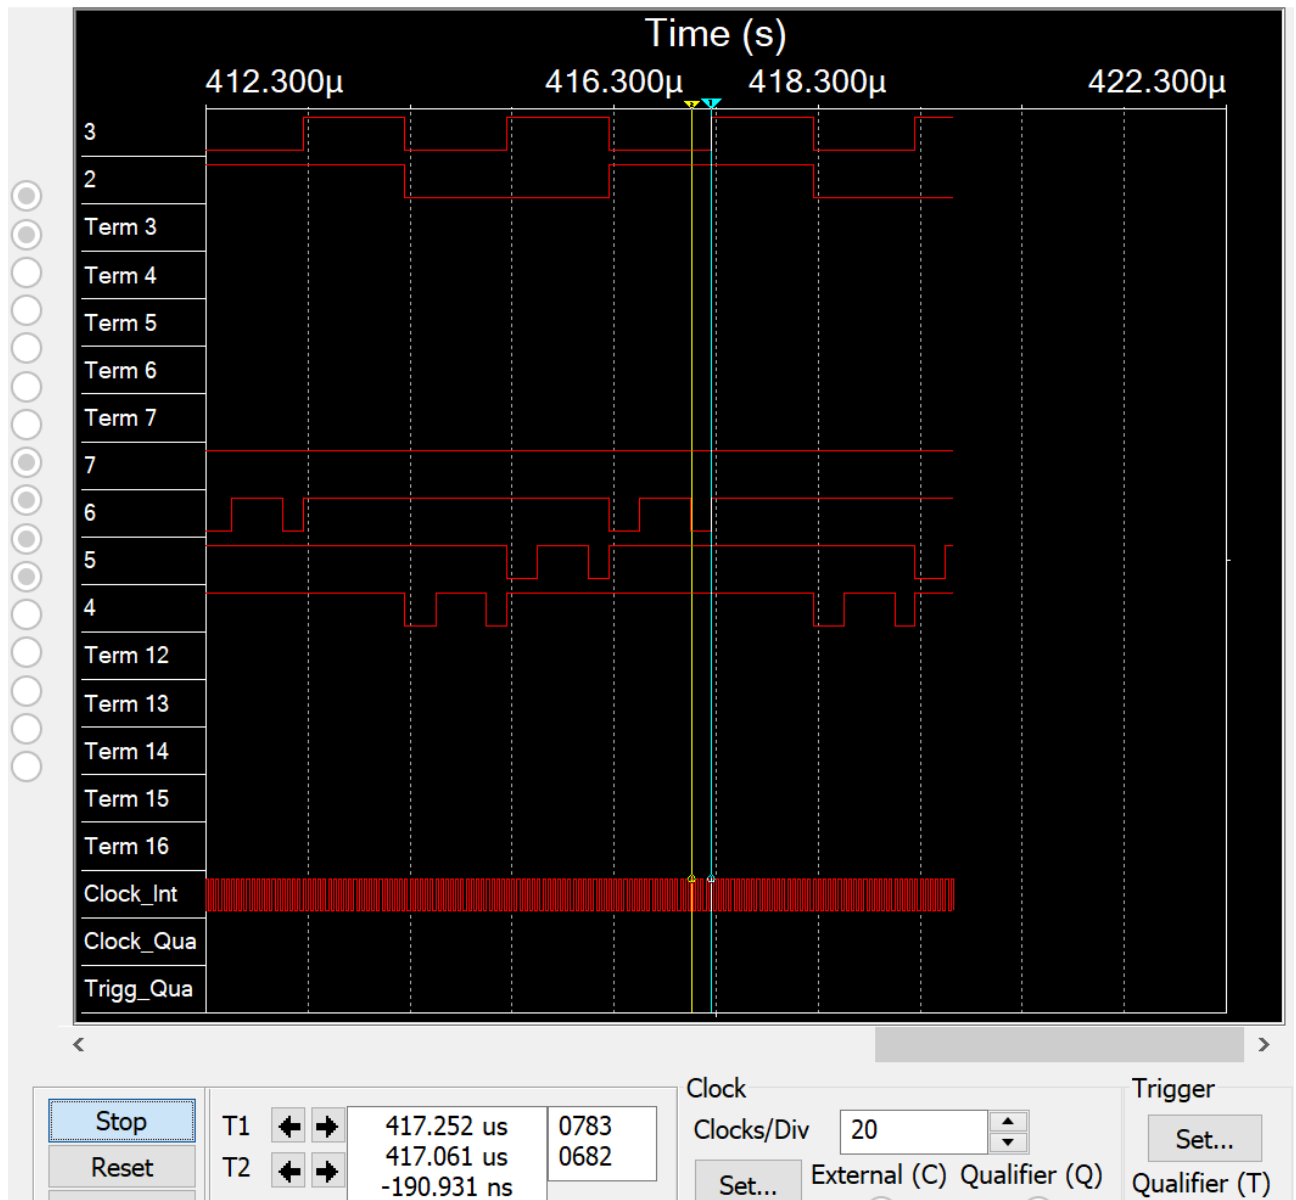 Time (s)
412.300µ 416.300µ 418.300µ 422.300µ
3
2
Term 3
Term 4
Term 5
Term 6
Term 7
7
6
5
4
Term 12
Term 13
Term 14
Term 15
Term 16
Clock_Int
Clock_Qua
Trigg_Qua
Stop
Reset
T1
T2
417.252 us
417.061 us
-190.931 ns
0783
0682
Clock
Clocks/Div
20
Set...
External (C) Qualifier (Q)
Trigger
Set...
Qualifier (T)